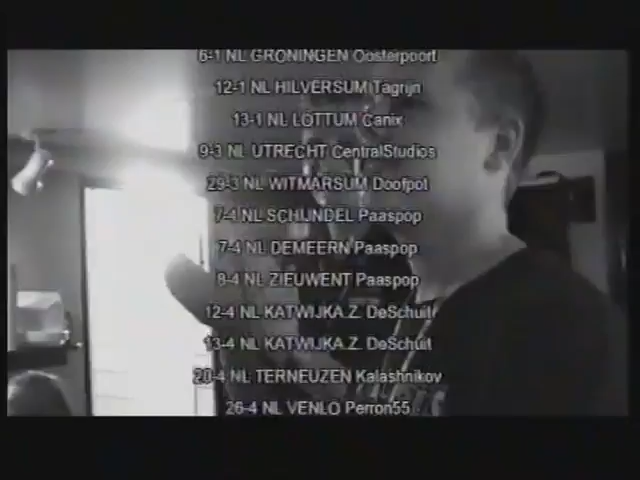 6-1 NL GRONINGEN Oosterpoort
12-1 NL HILVERSUM Tagrijn
13-1 NL LOTTUM Canix
9-3 NL UTRECHT CentralStudios
29-3 NL WITMARSUM Doofpot
7-4 NL SCHIJNDEL Paaspop
7-4 NL DEMEERN Paaspop
8-4 NL ZIEUWENT Paaspop
12-4 NL KATWIJKA.Z. DeSchuit
13-4 NL KATWIJKA.Z. DeSchuit
20-4 NL TERNEUZEN Kalashnikov
26-4 NL VENLO Perron55